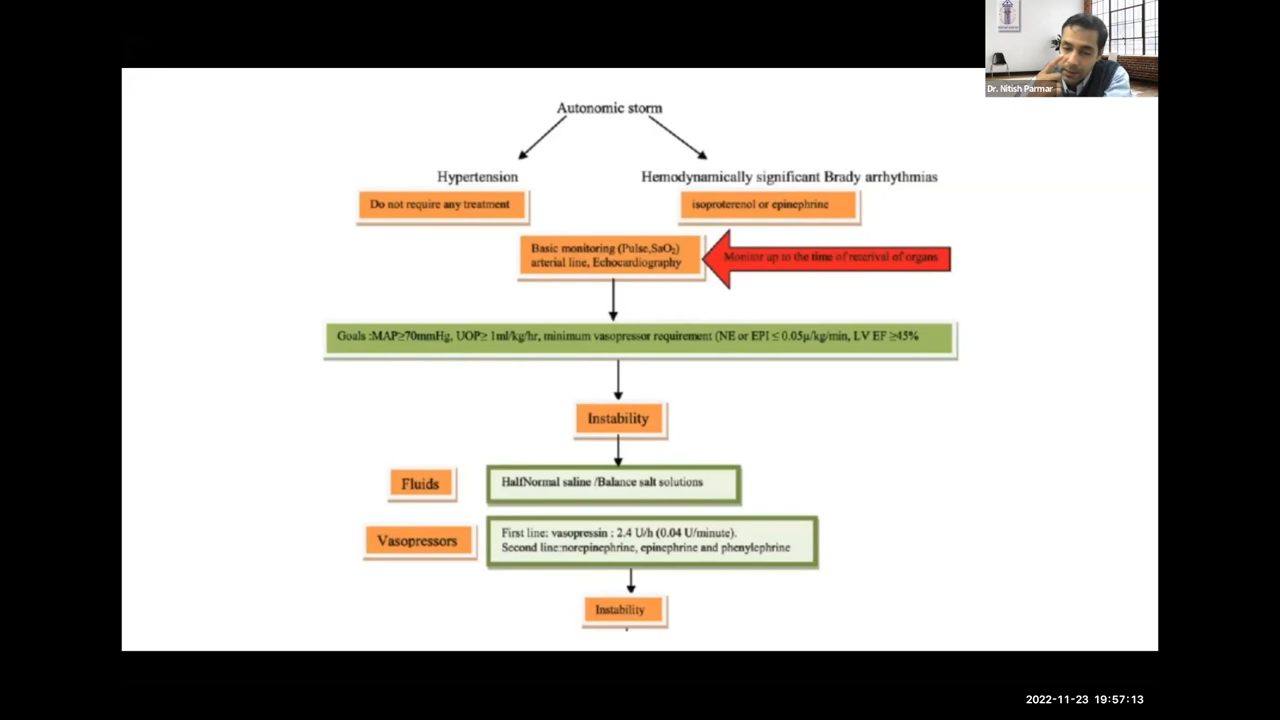 Dr. Nitish Parmar
Autonomic storm
Hypertension
Hemodynamically significant Brady arrhythmias
Do not require any treatment
isoproterenol or epinephrine
Basic monitoring (Pulse,SaO₂)
arterial line, Echocardiography
Monitor up to the time of reterival of organs
Goals :MAP≥70mmHg, UOP≥ 1ml/kg/hr, minimum vasopressor requirement (NE or EPI ≤ 0.05µ/kg/min, LV EF ≥45%
Instability
Fluids
HalfNormal saline /Balance salt solutions
Vasopressors
First line: vasopressin : 2.4 U/h (0.04 U/minute).
Second line:norepinephrine, epinephrine and phenylephrine
Instability
2022-11-23 19:57:13